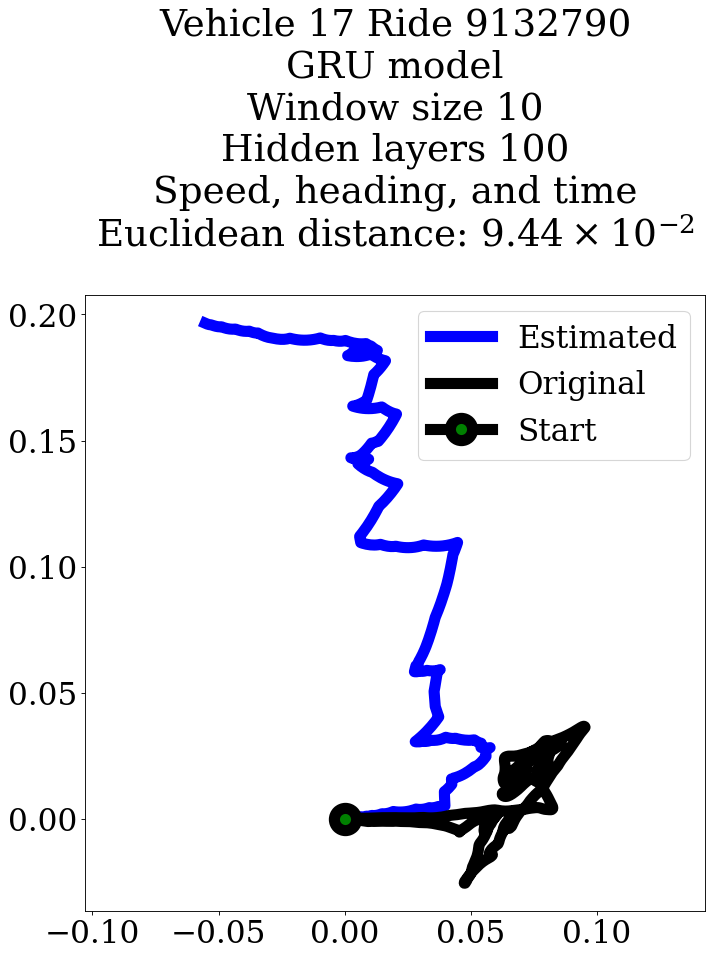 Vehicle 17 Ride 9132790
GRU model
Window size 10
Hidden layers 100
Speed, heading, and time
Euclidean distance: 9.44 × 10⁻²
0.20
0.15
0.10
0.05
0.00
Estimated
Original
Start
−0.10 −0.05 0.00 0.05 0.10